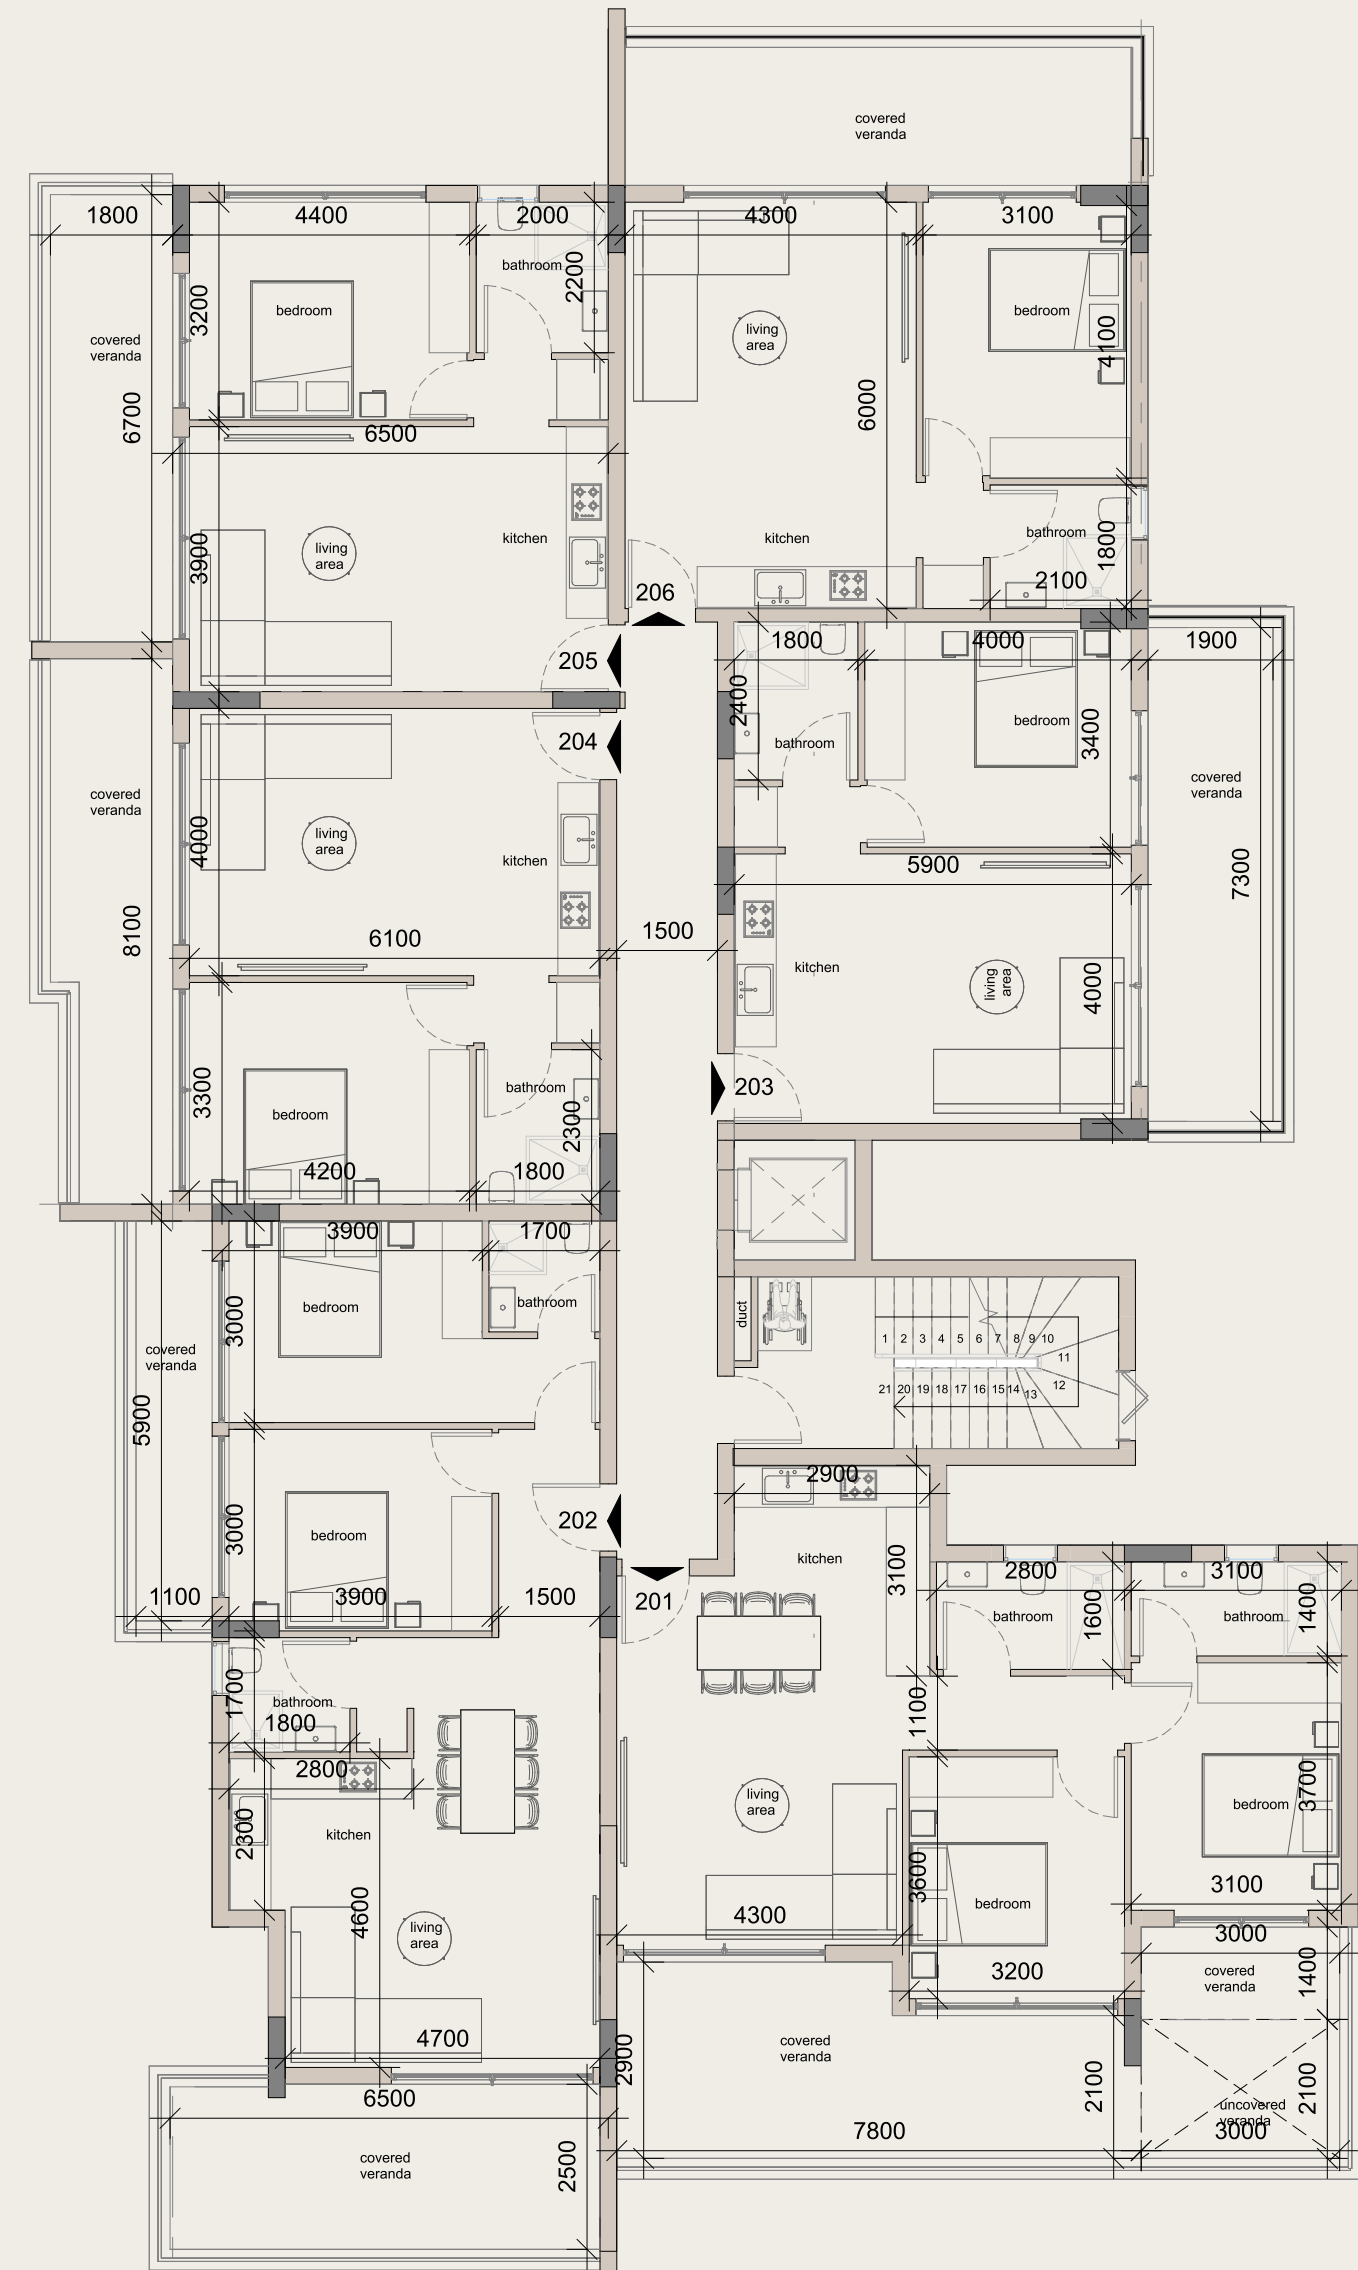 covered
veranda
1800
4400
2000
4300
3100
bathroom
2200
3200
bedroom
bedroom
living
area
4100
covered
veranda
6700
6000
6500
kitchen
kitchen
bathroom
1800
living
area
3900
2100
206
205
1800
4000
1900
2400
bathroom
bedroom
3400
204
covered
veranda
covered
veranda
living
area
4000
kitchen
5900
7300
8100
6100
1500
kitchen
living
area
4000
3300
bedroom
bathroom
2300
203
4200
1800
3900
1700
bedroom
bathroom
3000
duct
1 2 3 4 5 6 7 8 9 10
11
12
21 20 19 18 17 16 15 14 13
covered
veranda
5900
2900
3000
bedroom
202
kitchen
3100
1100
3900
1500
201
2800
3100
bathroom
1600
bathroom
1400
1700
bathroom
1800
1100
2800
living
area
3700
bedroom
2300
kitchen
3600
3100
4600
living
area
4300
bedroom
3000
3200
covered
veranda
1400
4700
2900
covered
veranda
2100
2100
6500
uncovered
veranda
7800
3000
covered
veranda
2500